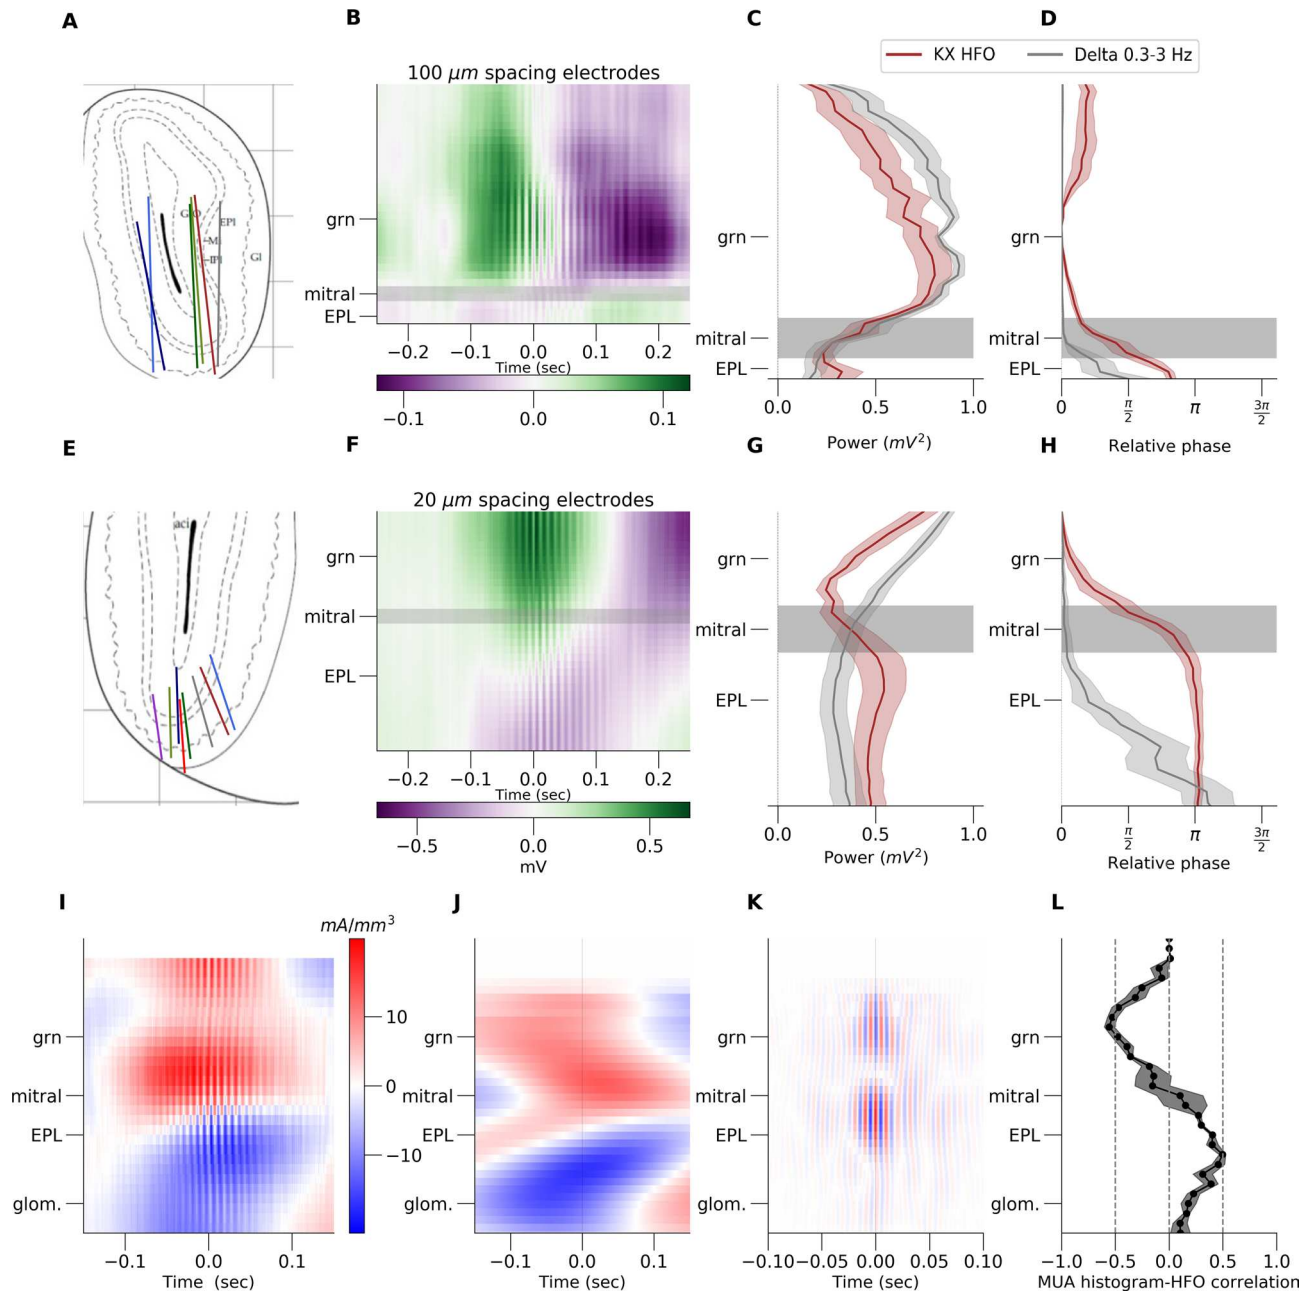 A
B
C
D
KX HFO
Delta 0.3-3 Hz
100 μm spacing electrodes
EPl
Gl
grn
mitral
EPL
−0.2 −0.1 0.0 0.1 0.2
Time (sec)
−0.1 0.0 0.1
grn
mitral
EPL
0.0 0.5 1.0
Power (mV²)
grn
mitral
EPL
0 π/2 π 3π/2
Relative phase
E
F
G
H
20 μm spacing electrodes
aci
grn
mitral
EPL
−0.2 −0.1 0.0 0.1 0.2
Time (sec)
−0.5 0.0 0.5
mV
grn
mitral
EPL
0.0 0.5 1.0
Power (mV²)
grn
mitral
EPL
0 π/2 π 3π/2
Relative phase
I
J
K
L
mA/mm³
10
0
−10
grn
mitral
EPL
glom.
−0.1 0.0 0.1
Time (sec)
grn
mitral
EPL
glom.
−0.1 0.0 0.1
Time (sec)
grn
mitral
EPL
glom.
−0.10 −0.05 0.00 0.05 0.10
Time (sec)
grn
mitral
EPL
glom.
−1.0 −0.5 0.0 0.5 1.0
MUA histogram-HFO correlation